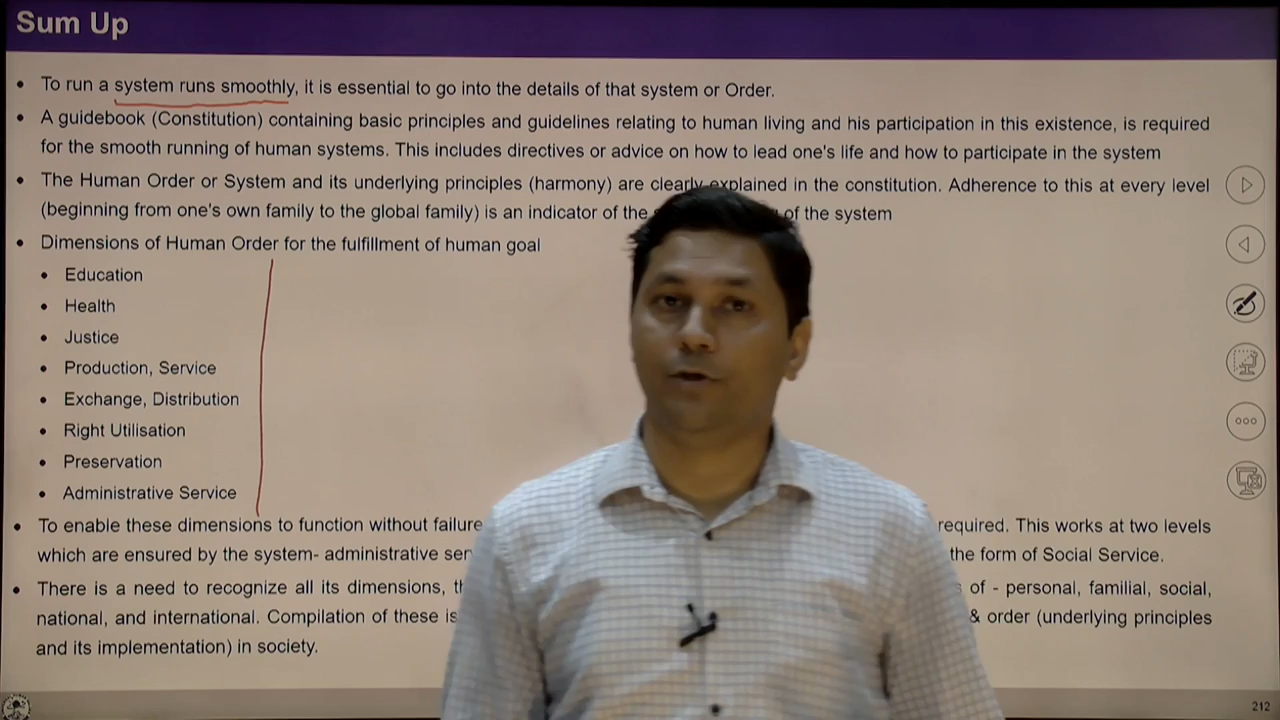 Sum Up
To run a system runs smoothly, it is essential to go into the details of that system or Order.
A guidebook (Constitution) containing basic principles and guidelines relating to human living and his participation in this existence, is required
for the smooth running of human systems. This includes directives or advice on how to lead one's life and how to participate in the system
The Human Order or System and its underlying principles (harmony) are clearly explained in the constitution. Adherence to this at every level
(beginning from one's own family to the global family) is an indicator of the of the system
Dimensions of Human Order for the fulfillment of human goal
Education
Health
Justice
Production, Service
Exchange, Distribution
Right Utilisation
Preservation
Administrative Service
To enable these dimensions to function without failure required. This works at two levels
which are ensured by the system- administrative the form of Social Service.
There is a need to recognize all its dimensions, of - personal, familial, social,
national, and international. Compilation of these is & order (underlying principles
and its implementation) in society.
212